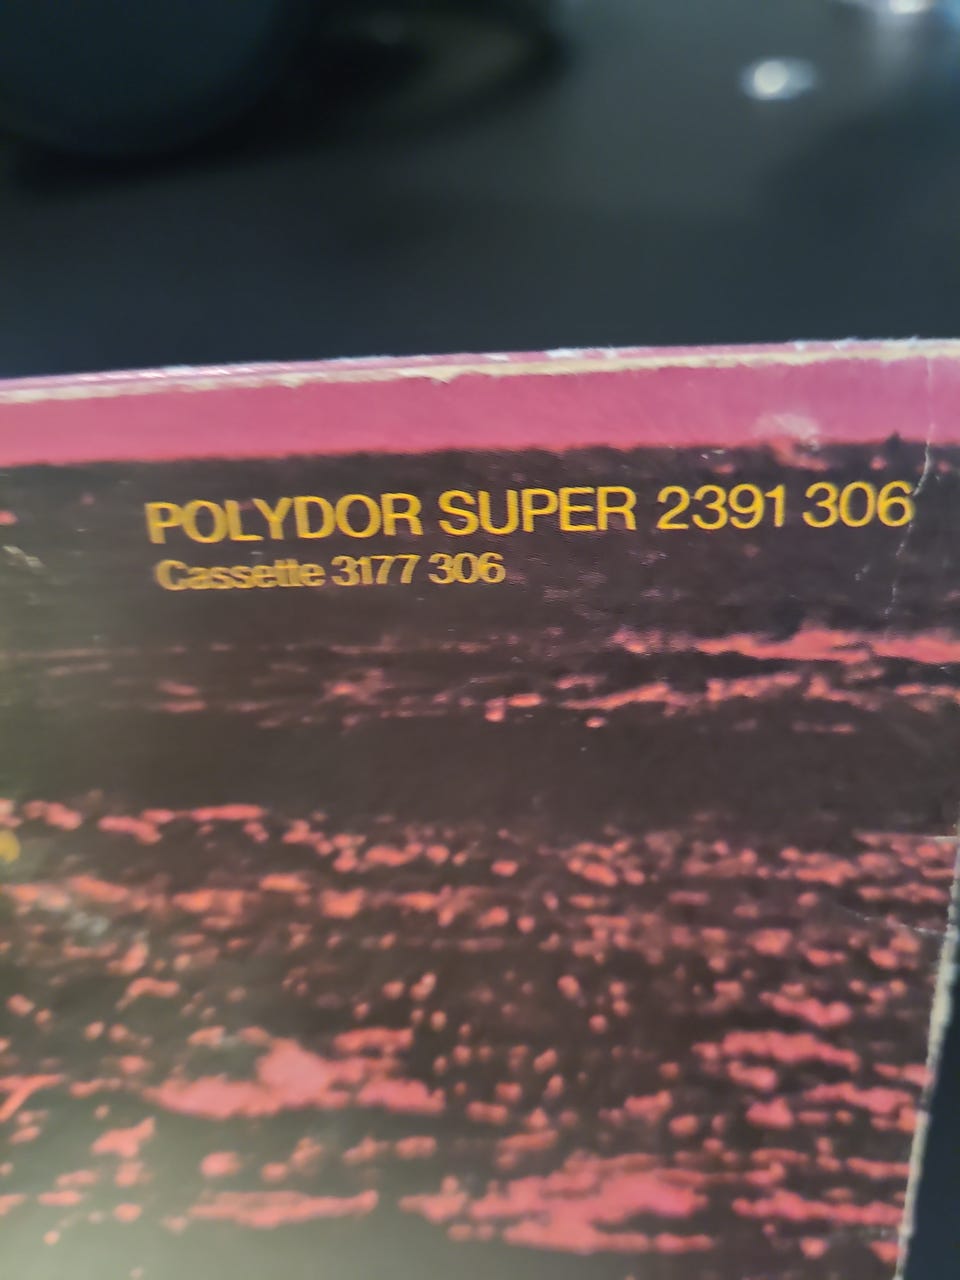 POLYDOR SUPER 2391 306
Cassette 3177 306